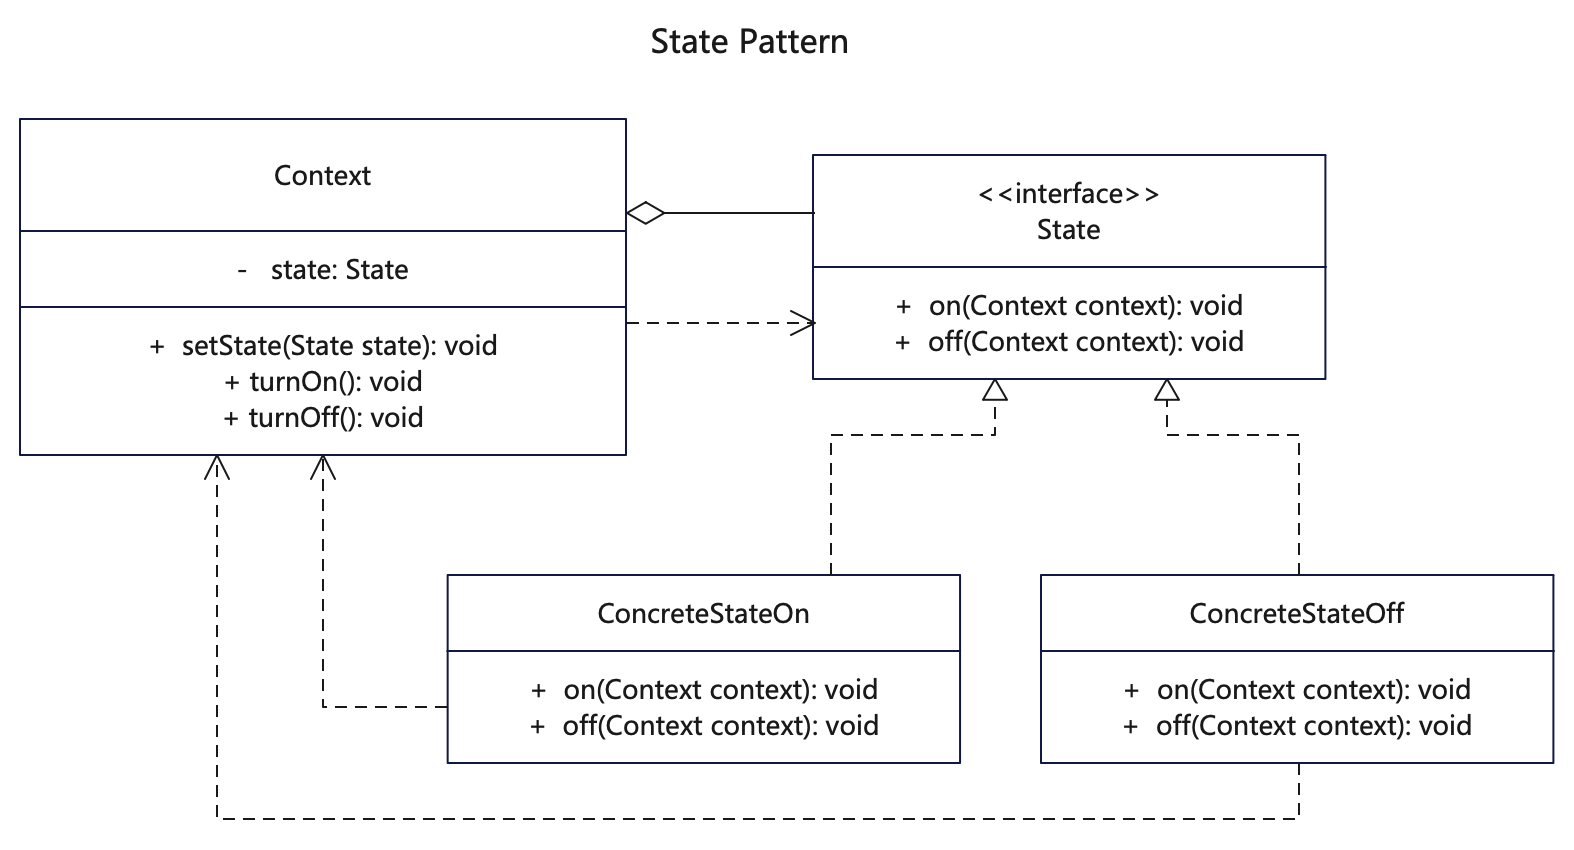 State Pattern
Context
- state: State
+ setState(State state): void
+ turnOn(): void
+ turnOff(): void
<<interface>>
State
+ on(Context context): void
+ off(Context context): void
ConcreteStateOn
+ on(Context context): void
+ off(Context context): void
ConcreteStateOff
+ on(Context context): void
+ off(Context context): void